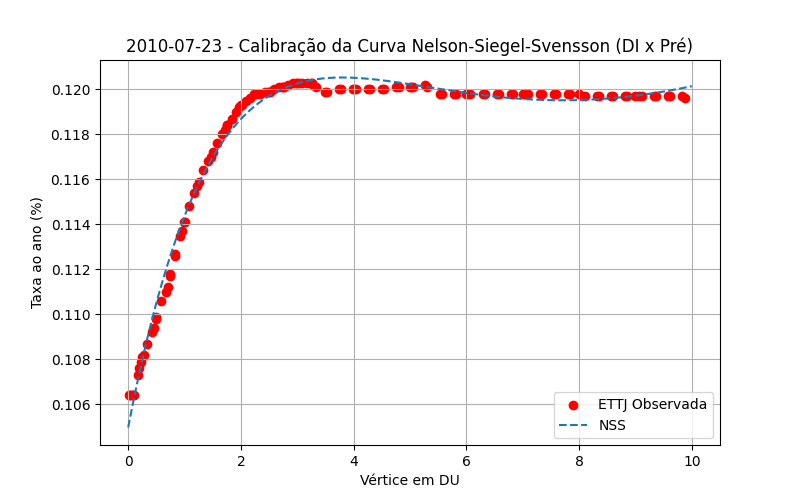 2010-07-23 - Calibração da Curva Nelson-Siegel-Svensson (DI x Pré)
Taxa ao ano (%)
0.120
0.118
0.116
0.114
0.112
0.110
0.108
0.106
ETTJ Observada
NSS
0 2 4 6 8 10
Vértice em DU